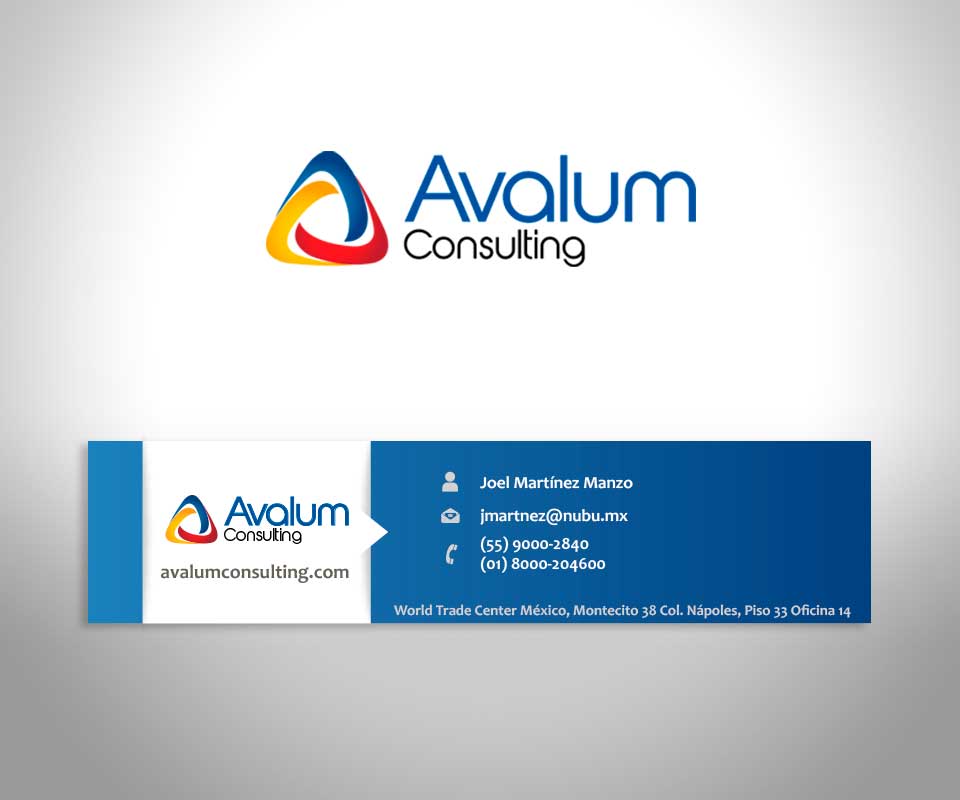 Avalum
Consulting
Avalum
Consulting
avalumconsulting.com
Joel Martínez Manzo
jmartnez@nubu.mx
(55) 9000-2840
(01) 8000-204600
World Trade Center México, Montecito 38 Col. Nápoles, Piso 33 Oficina 14